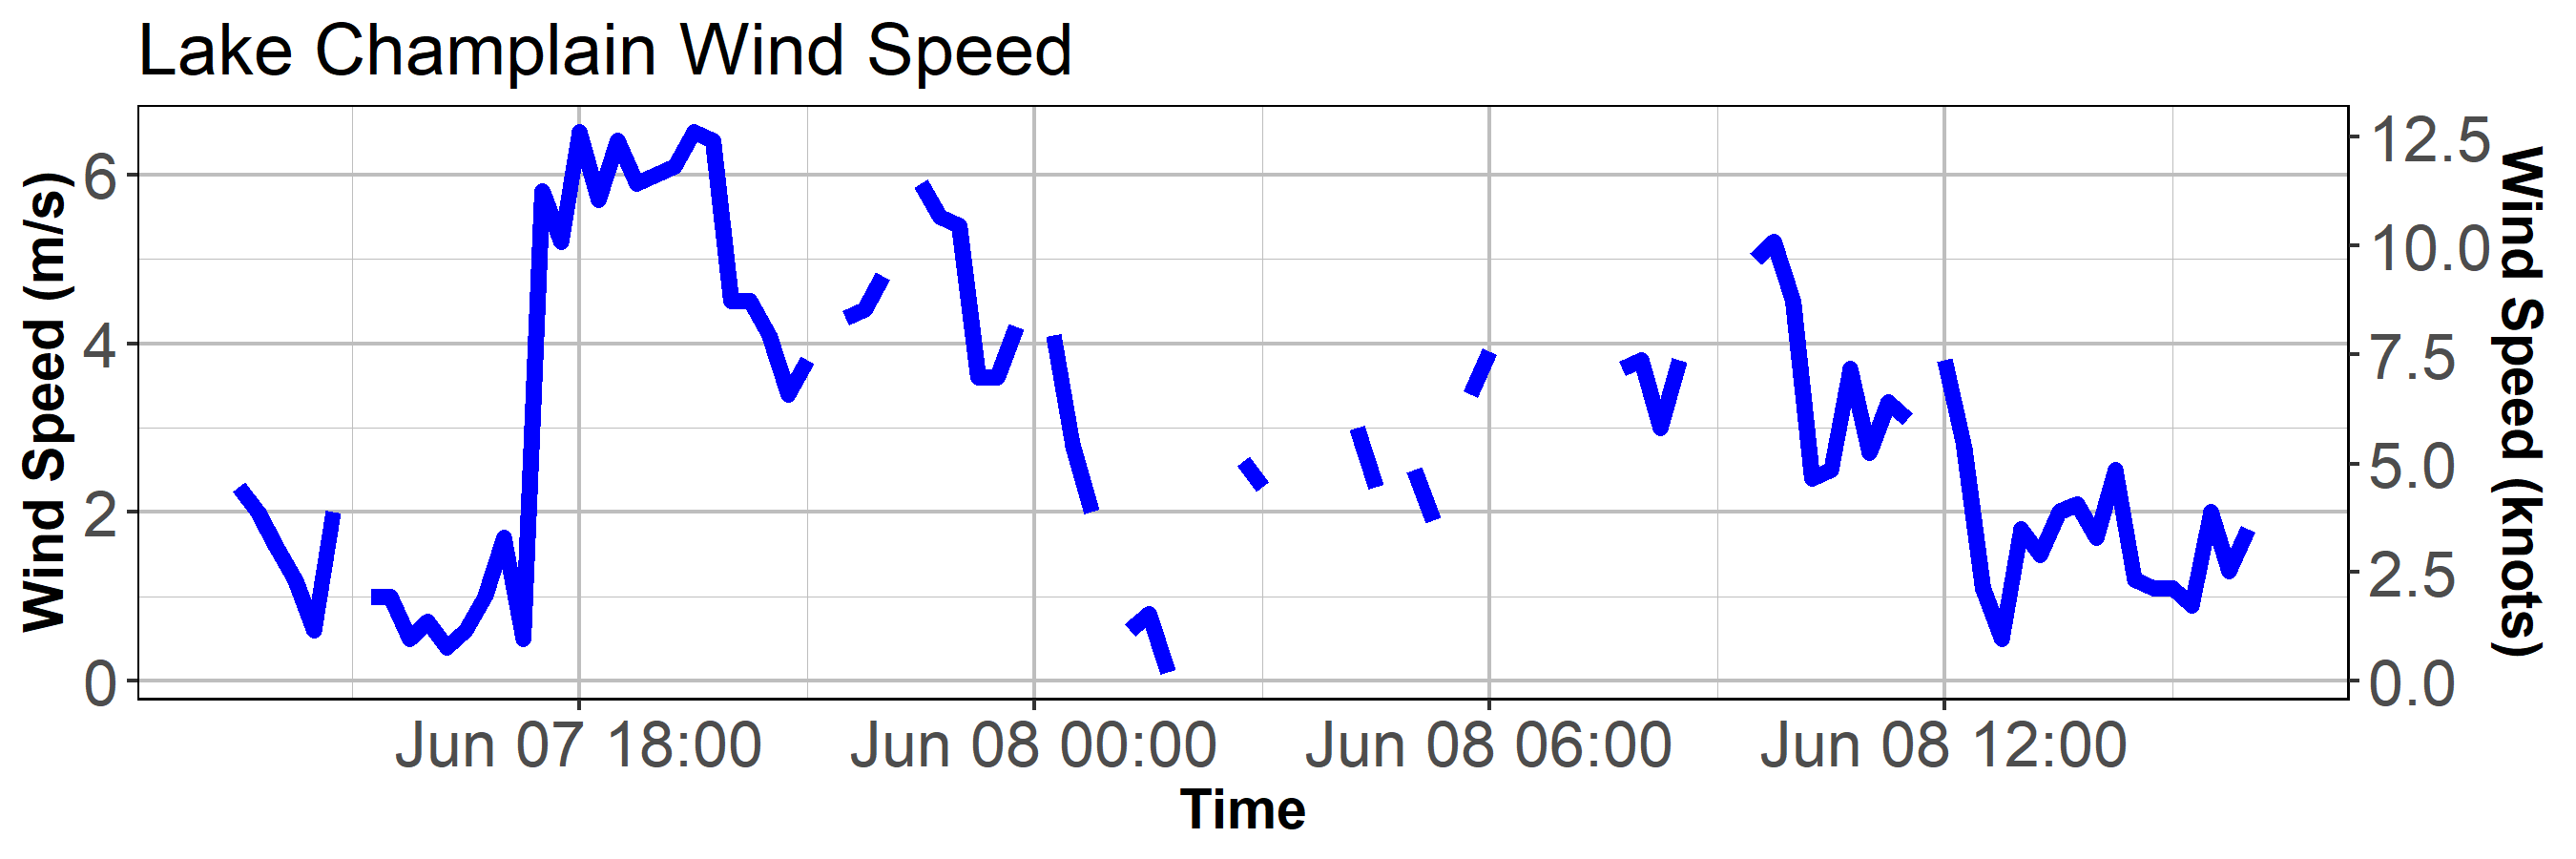 Lake Champlain Wind Speed
Wind Speed (m/s)
6
4
2
0
12.5
10.0
7.5
5.0
2.5
0.0
Wind Speed (knots)
Jun 07 18:00
Jun 08 00:00
Jun 08 06:00
Jun 08 12:00
Time